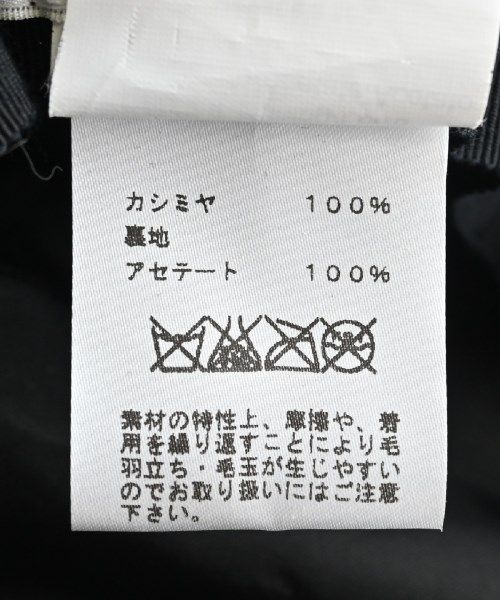 カシミヤ　１００％
裏地
アセテート　１００％
素材の特性上、摩擦や、着
用を繰り返すことにより毛
羽立ち・毛玉が生じやすい
のでお取り扱いにはご注意
下さい。